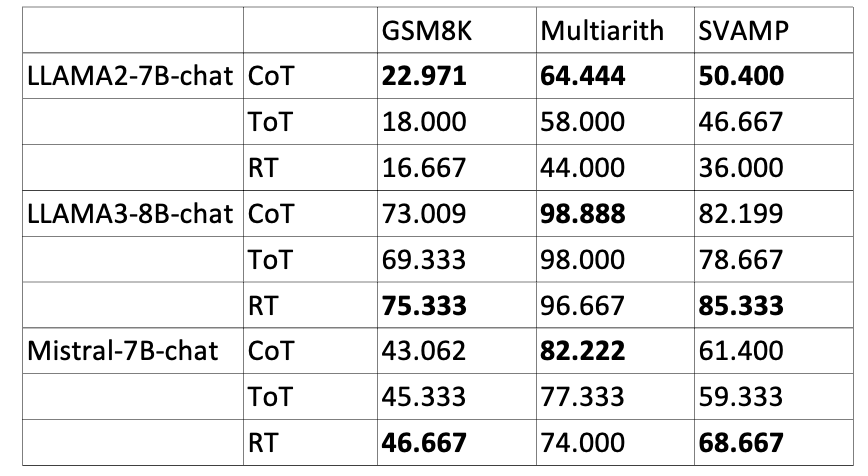 GSM8K Multiarith SVAMP
LLAMA2-7B-chat CoT 22.971 64.444 50.400
ToT 18.000 58.000 46.667
RT 16.667 44.000 36.000
LLAMA3-8B-chat CoT 73.009 98.888 82.199
ToT 69.333 98.000 78.667
RT 75.333 96.667 85.333
Mistral-7B-chat CoT 43.062 82.222 61.400
ToT 45.333 77.333 59.333
RT 46.667 74.000 68.667